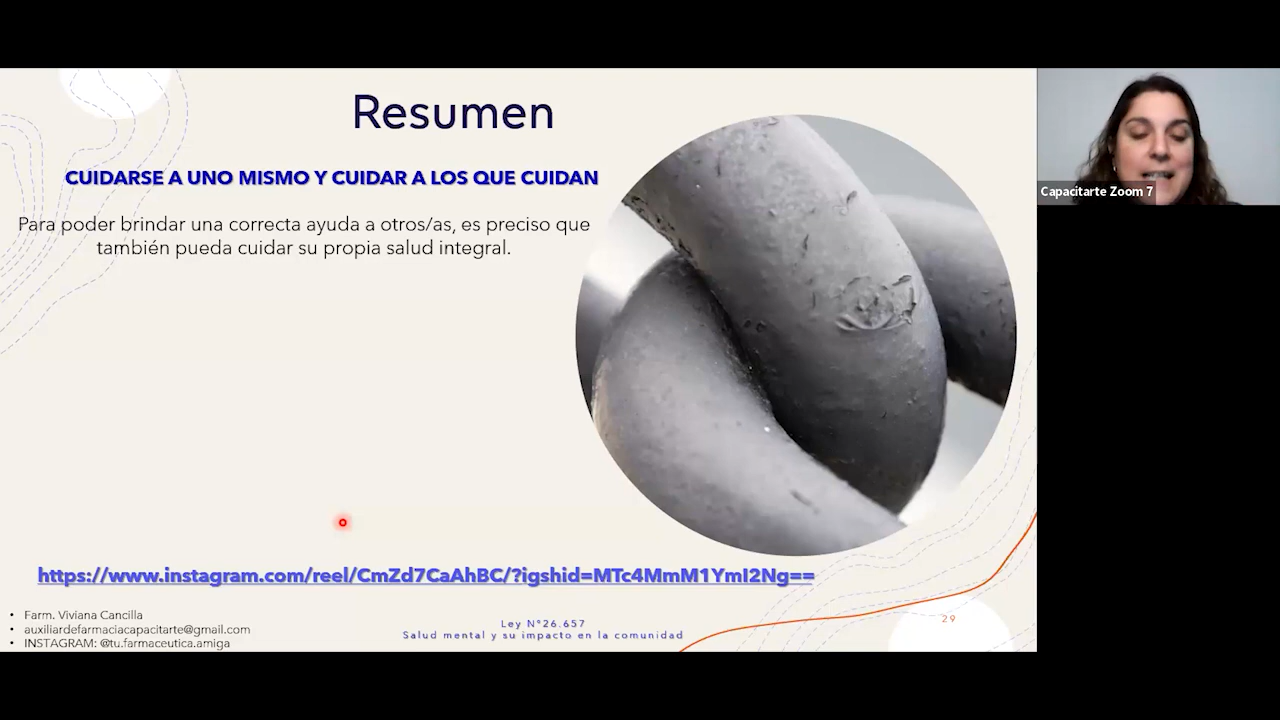 Resumen
CUIDARSE A UNO MISMO Y CUIDAR A LOS QUE CUIDAN
Para poder brindar una correcta ayuda a otros/as, es preciso que
también pueda cuidar su propia salud integral.
Capacitarte Zoom 7
https://www.instagram.com/reel/CmZd7CaAhBC/?igshid=MTc4MmM1YmI2Ng==
• Farm. Viviana Cancilla
• auxiliardefarmaciacapacitarte@gmail.com
• INSTAGRAM: @tu.farmaceutica.amiga
Ley N°26.657
Salud mental y su impacto en la comunidad
29